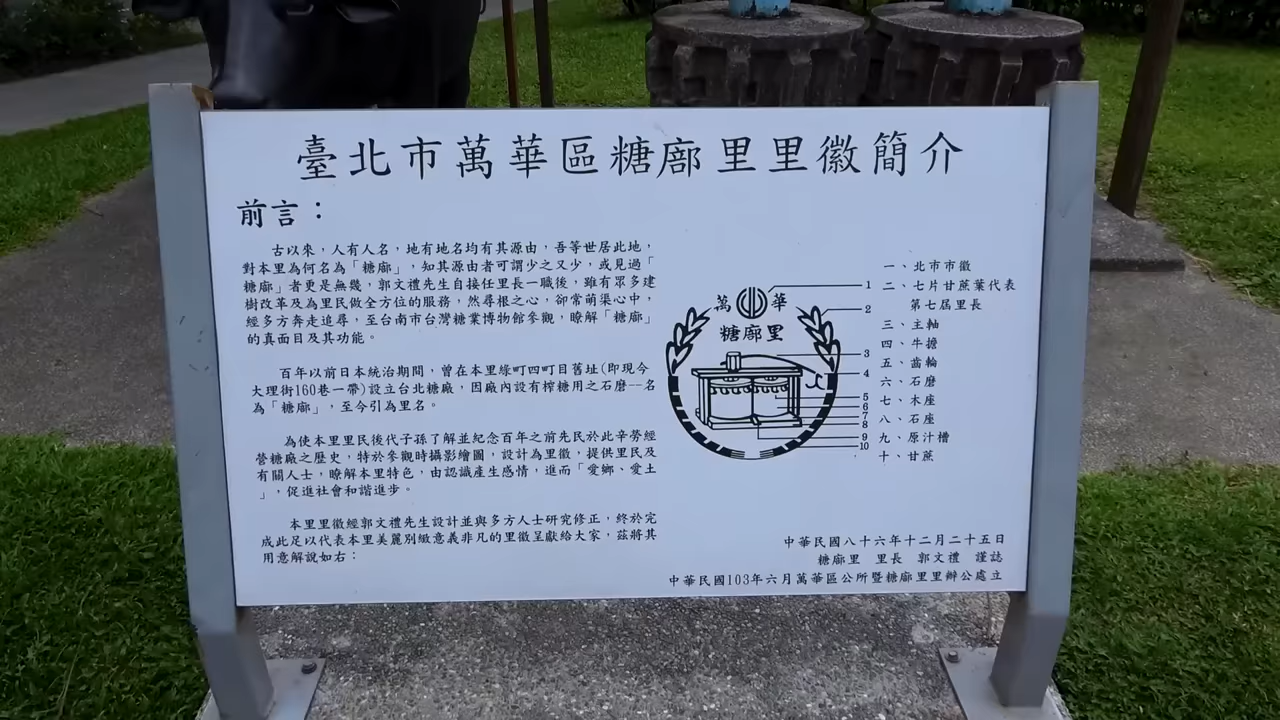 臺北市萬華區糖廍里里徽簡介
前言：
古以來，人有人名，地有地名均有其源由，吾等世居此地，
對本里為何名為「糖廍」，知其源由者可謂少之又少，或見過「
糖廍」者更是無幾，郭文禮先生自接任里長一職後，雖有眾多建
樹改革及為里民做全方位的服務，然尋根之心，卻常萌渠心中，
經多方奔走追尋，至台南市台灣糖業博物館參觀，瞭解「糖廍」
的真面目及其功能。
百年以前日本統治期間，曾在本里綠町四町目舊址(即現今
大理街160巷一帶)設立台北糖廠，因廠內設有榨糖用之石磨--名
為「糖廍」，至今引為里名。
為使本里里民後代子孫了解並紀念百年之前先民於此辛勞經
營糖廠之歷史，特於參觀時攝影繪圖，設計為里徽，提供里民及
有關人士，瞭解本里特色，由認識產生感情，進而「愛鄉、愛土
」，促進社會和諧進步。
本里里徽經郭文禮先生設計並與多方人士研究修正，終於完
成此足以代表本里美麗別緻意義非凡的里徽呈獻給大家，茲將其
用意解說如右：
萬 華
糖廍里
1
2
3
4
5
6
7
8
9
10
一、北市市徽
二、七片甘蔗葉代表
第七屆里長
三、主軸
四、牛擔
五、齒輪
六、石磨
七、木座
八、石座
九、原汁槽
十、甘蔗
中華民國八十六年十二月二十五日
糖廍里 里長 郭文禮 謹誌
中華民國103年六月萬華區公所暨糖廍里里辦公處立